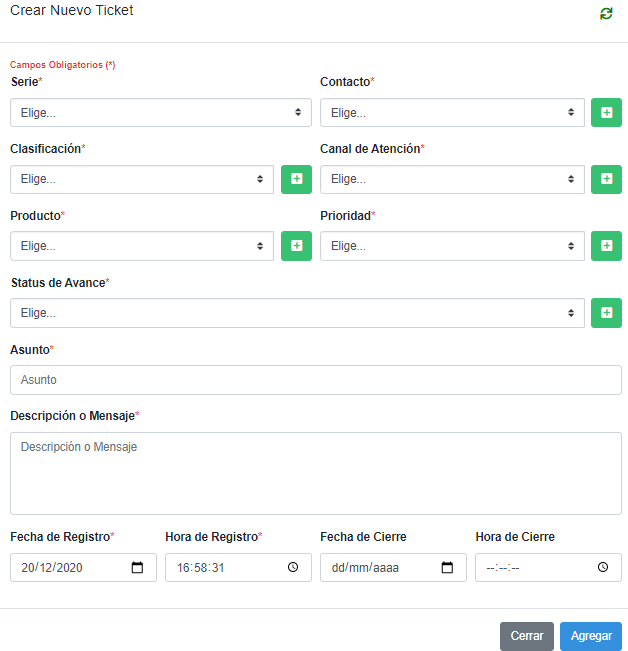 Crear Nuevo Ticket
Campos Obligatorios (*)
Serie* Contacto*
Elige... Elige...
Clasificación* Canal de Atención*
Elige... Elige...
Producto* Prioridad*
Elige... Elige...
Status de Avance*
Elige...
Asunto*
Asunto
Descripción o Mensaje*
Descripción o Mensaje
Fecha de Registro* Hora de Registro* Fecha de Cierre Hora de Cierre
20/12/2020 16:58:31 dd/mm/aaaa --:--:--
Cerrar Agregar